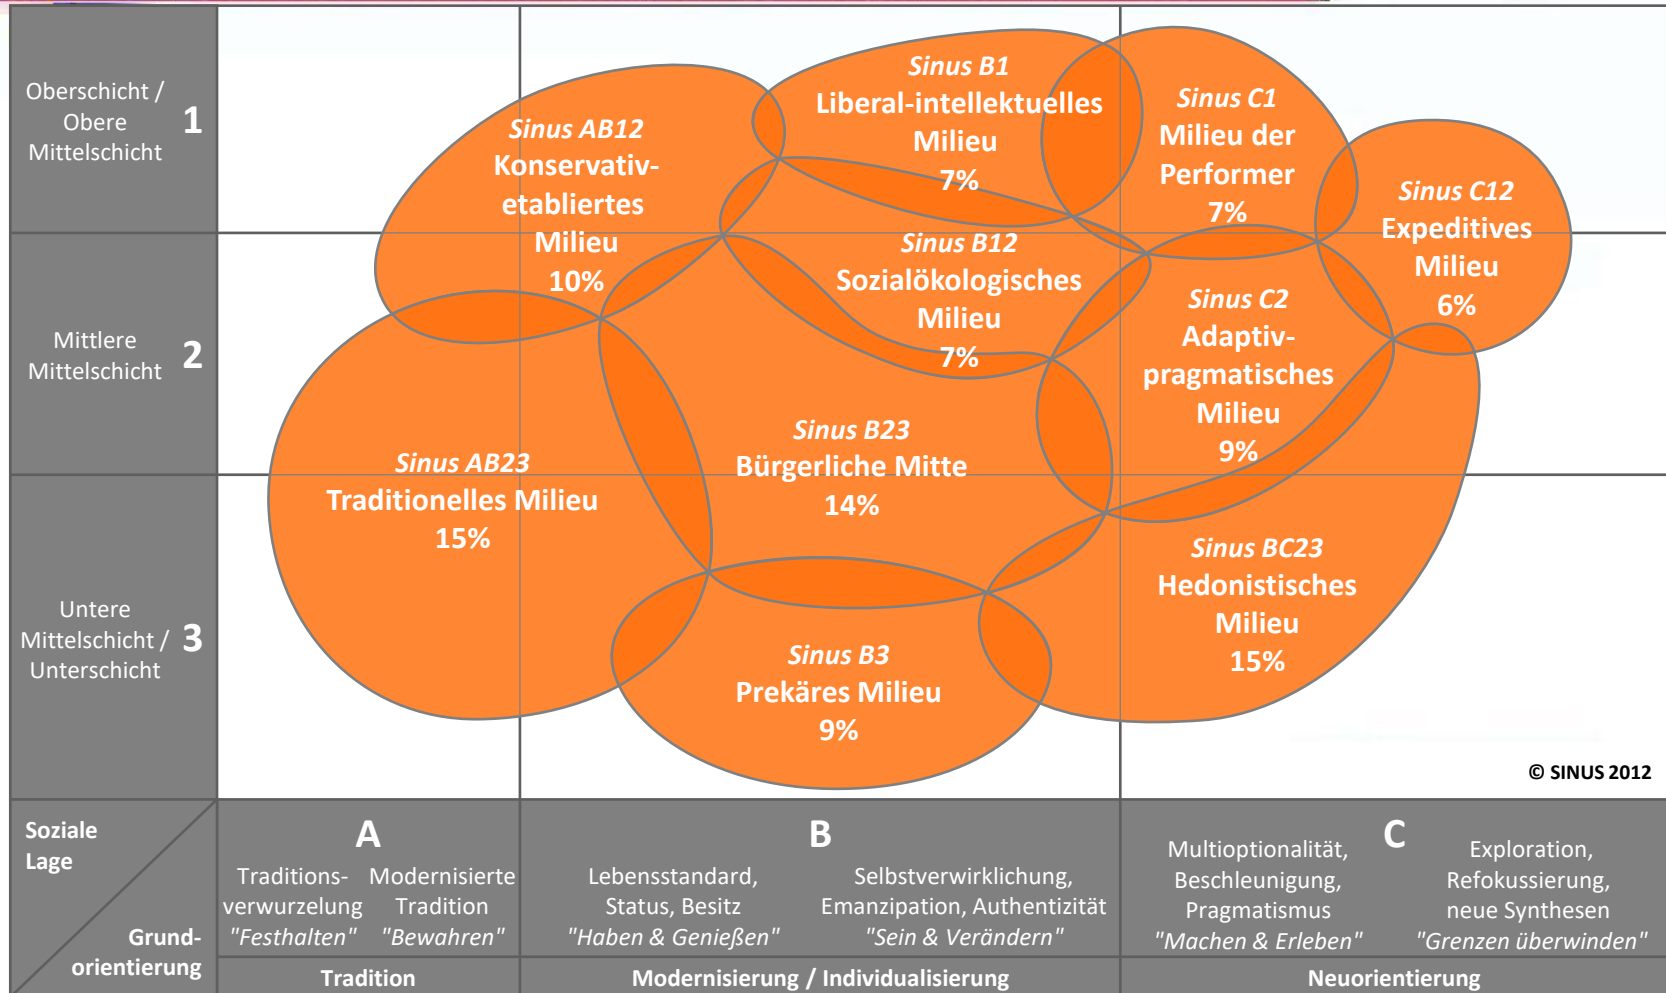 Oberschicht /
Obere
Mittelschicht
1
Mittlere
Mittelschicht
2
Untere
Mittelschicht /
Unterschicht
3
Sinus AB12
Konservativ-
etabliertes
Milieu
10%
Sinus B1
Liberal-intellektuelles
Milieu
7%
Sinus C1
Milieu der
Performer
7%
Sinus C12
Expeditives
Milieu
6%
Sinus B12
Sozialökologisches
Milieu
7%
Sinus C2
Adaptiv-
pragmatisches
Milieu
9%
Sinus AB23
Traditionelles Milieu
15%
Sinus B23
Bürgerliche Mitte
14%
Sinus BC23
Hedonistisches
Milieu
15%
Sinus B3
Prekäres Milieu
9%
© SINUS 2012
Soziale
Lage
Grund-
orientierung
A
Traditions-
verwurzelung
"Festhalten"
Modernisierte
Tradition
"Bewahren"
Tradition
B
Lebensstandard,
Status, Besitz
"Haben & Genießen"
Selbstverwirklichung,
Emanzipation, Authentizität
"Sein & Verändern"
Modernisierung / Individualisierung
C
Multioptionalität,
Beschleunigung,
Pragmatismus
"Machen & Erleben"
Exploration,
Refokussierung,
neue Synthesen
"Grenzen überwinden"
Neuorientierung